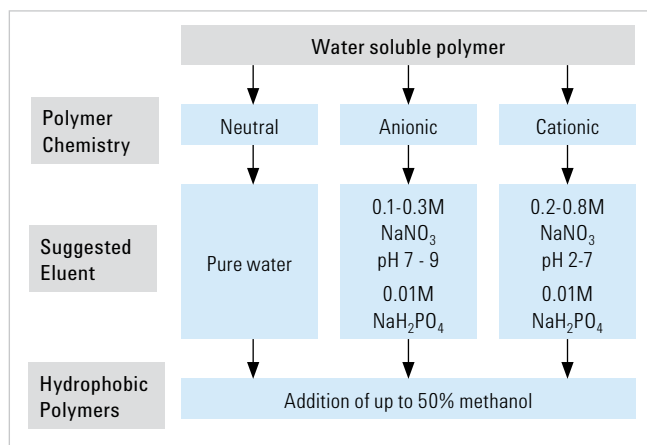 Water soluble polymer
Polymer
Chemistry
Neutral
Anionic
Cationic
Suggested
Eluent
Pure water
0.1-0.3M
NaNO₃
pH 7 - 9
0.01M
NaH₂PO₄
0.2-0.8M
NaNO₃
pH 2-7
0.01M
NaH₂PO₄
Hydrophobic
Polymers
Addition of up to 50% methanol